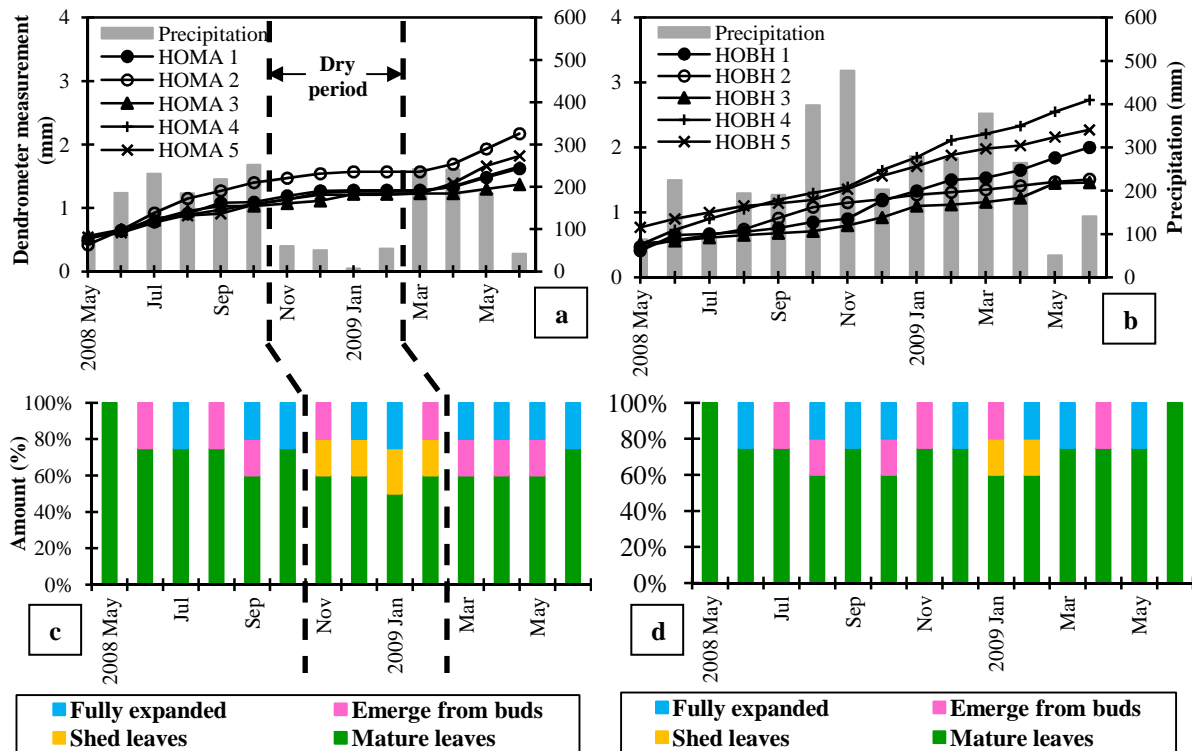 Dendrometer measurement
(mm)
4
3
2
1
0
Precipitation
HOMA 1
HOMA 2
HOMA 3
HOMA 4
HOMA 5
Dry
period
600
500
400
300
200
100
0
2008 May
Jul
Sep
Nov
2009 Jan
Mar
May
a
4
3
2
1
0
Precipitation
HOBH 1
HOBH 2
HOBH 3
HOBH 4
HOBH 5
600
500
400
300
200
100
0
Precipitation (mm)
2008 May
Jul
Sep
Nov
2009 Jan
Mar
May
b
Amount (%)
100%
80%
60%
40%
20%
0%
2008 May
Jul
Sep
Nov
2009 Jan
Mar
May
c
100%
80%
60%
40%
20%
0%
2008 May
Jul
Sep
Nov
2009 Jan
Mar
May
d
Fully expanded
Emerge from buds
Shed leaves
Mature leaves
Fully expanded
Emerge from buds
Shed leaves
Mature leaves